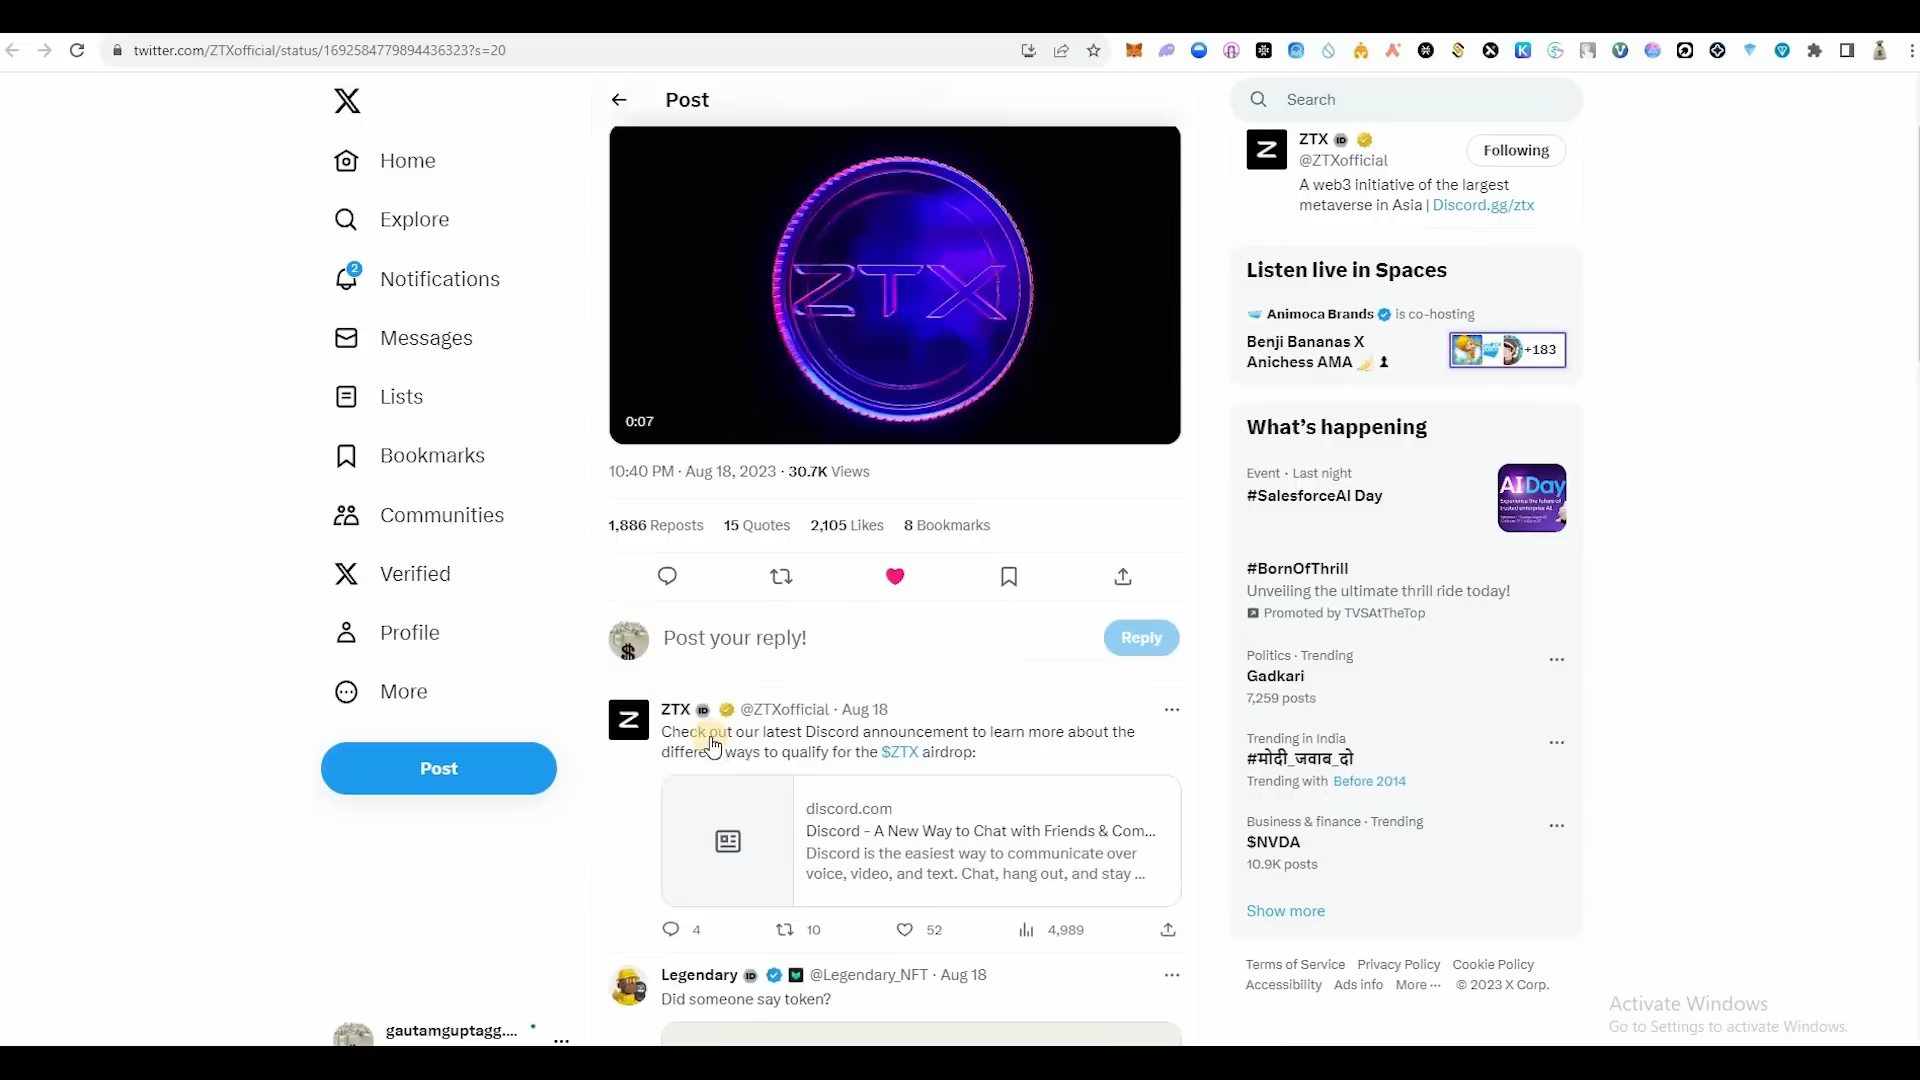 twitter.com/ZTXofficial/status/1692584779894436323?s=20
Home
Explore
2
Notifications
Messages
Lists
Bookmarks
Communities
Verified
Profile
More
Post
gautamguptagg....
Post
ZTX
0:07
10:40 PM · Aug 18, 2023 · 30.7K Views
1,886 Reposts 15 Quotes 2,105 Likes 8 Bookmarks
Post your reply!
Reply
ZTX @ZTXofficial · Aug 18
Check out our latest Discord announcement to learn more about the
different ways to qualify for the $ZTX airdrop:
discord.com
Discord - A New Way to Chat with Friends & Com...
Discord is the easiest way to communicate over
voice, video, and text. Chat, hang out, and stay ...
4 10 52 4,989
Legendary @Legendary_NFT · Aug 18
Did someone say token?
Search
ZTX
@ZTXofficial
Following
A web3 initiative of the largest
metaverse in Asia | Discord.gg/ztx
Listen live in Spaces
Animoca Brands is co-hosting
Benji Bananas X
Anichess AMA
+183
What's happening
Event · Last night
#SalesforceAI Day
AI Day
#BornOfThrill
Unveiling the ultimate thrill ride today!
Promoted by TVSAtTheTop
Politics · Trending
Gadkari
7,259 posts
Trending in India
#मोदी_जवाब_दो
Trending with Before 2014
Business & finance · Trending
$NVDA
10.9K posts
Show more
Terms of Service Privacy Policy Cookie Policy
Accessibility Ads info More ··· © 2023 X Corp.
Activate Windows
Go to Settings to activate Windows.